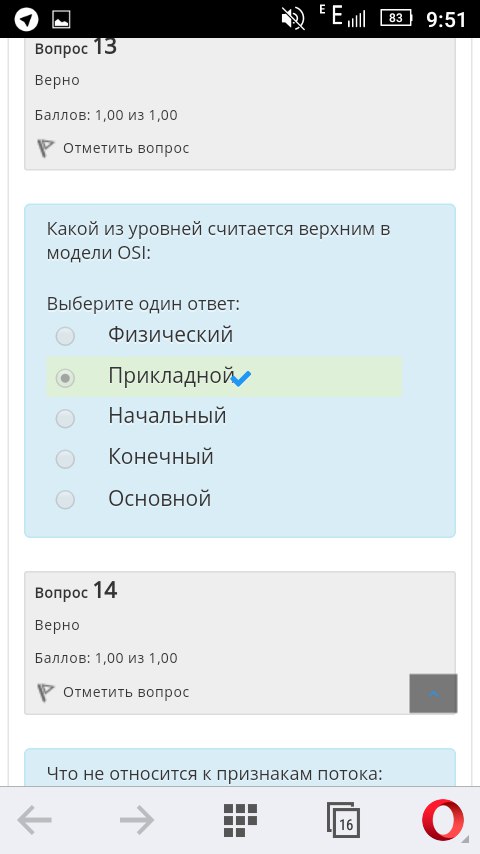 E E 83 9:51
Вопрос 13
Верно
Баллов: 1,00 из 1,00
Отметить вопрос
Какой из уровней считается верхним в
модели OSI:
Выберите один ответ:
Физический
Прикладной
Начальный
Конечный
Основной
Вопрос 14
Верно
Баллов: 1,00 из 1,00
Отметить вопрос
Что не относится к признакам потока:
16